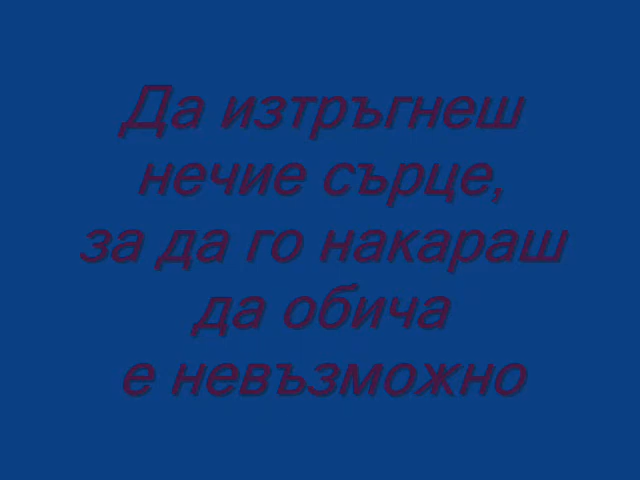 Да изтръгнеш
нечие сърце,
за да го накараш
да обича
е невъзможно